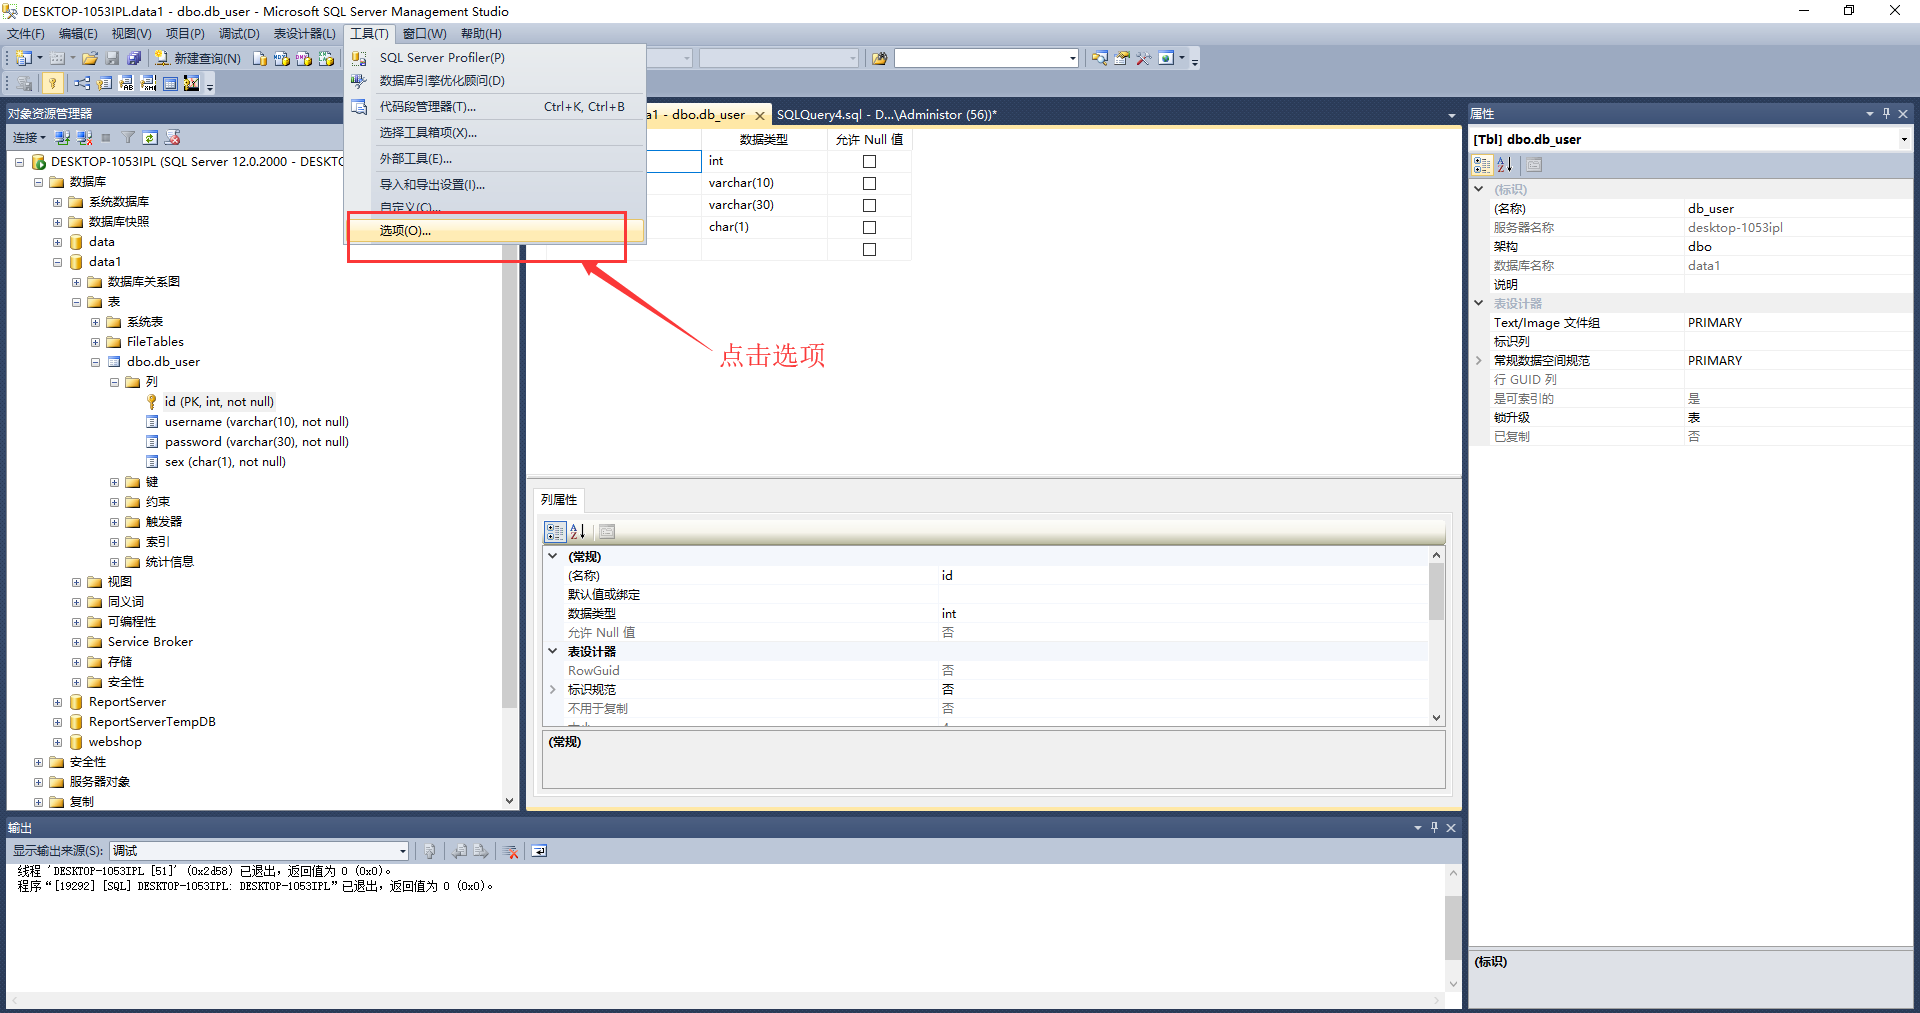 DESKTOP-1053IPL.data1 - dbo.db_user - Microsoft SQL Server Management Studio
文件(F) 编辑(E) 视图(V) 项目(P) 调试(D) 表设计器(L) 工具(T) 窗口(W) 帮助(H)
新建查询(N)
SQL Server Profiler(P)
数据库引擎优化顾问(D)
代码段管理器(T)... Ctrl+K, Ctrl+B
选择工具箱项(X)...
外部工具(E)...
导入和导出设置(I)...
自定义(C)...
选项(O)...
点击选项
对象资源管理器
连接
DESKTOP-1053IPL (SQL Server 12.0.2000 - DESKTO
数据库
系统数据库
数据库快照
data
data1
数据库关系图
表
系统表
FileTables
dbo.db_user
列
id (PK, int, not null)
username (varchar(10), not null)
password (varchar(30), not null)
sex (char(1), not null)
键
约束
触发器
索引
统计信息
视图
同义词
可编程性
Service Broker
存储
安全性
ReportServer
ReportServerTempDB
webshop
安全性
服务器对象
复制
a1 - dbo.db_user SQLQuery4.sql - D...\Administor (56))*
数据类型 允许 Null 值
int
varchar(10)
varchar(30)
char(1)
列属性
(常规)
(名称) id
默认值或绑定
数据类型 int
允许 Null 值 否
表设计器
RowGuid 否
标识规范 否
不用于复制 否
(常规)
属性
[Tbl] dbo.db_user
(标识)
(名称) db_user
服务器名称 desktop-1053ipl
架构 dbo
数据库名称 data1
说明
表设计器
Text/Image 文件组 PRIMARY
标识列
常规数据空间规范 PRIMARY
行 GUID 列
是可索引的 是
锁升级 表
已复制 否
(标识)
输出
显示输出来源(S): 调试
线程 'DESKTOP-1053IPL [51]' (0x2d58) 已退出，返回值为 0 (0x0)。
程序“[19292] [SQL] DESKTOP-1053IPL: DESKTOP-1053IPL”已退出，返回值为 0 (0x0)。